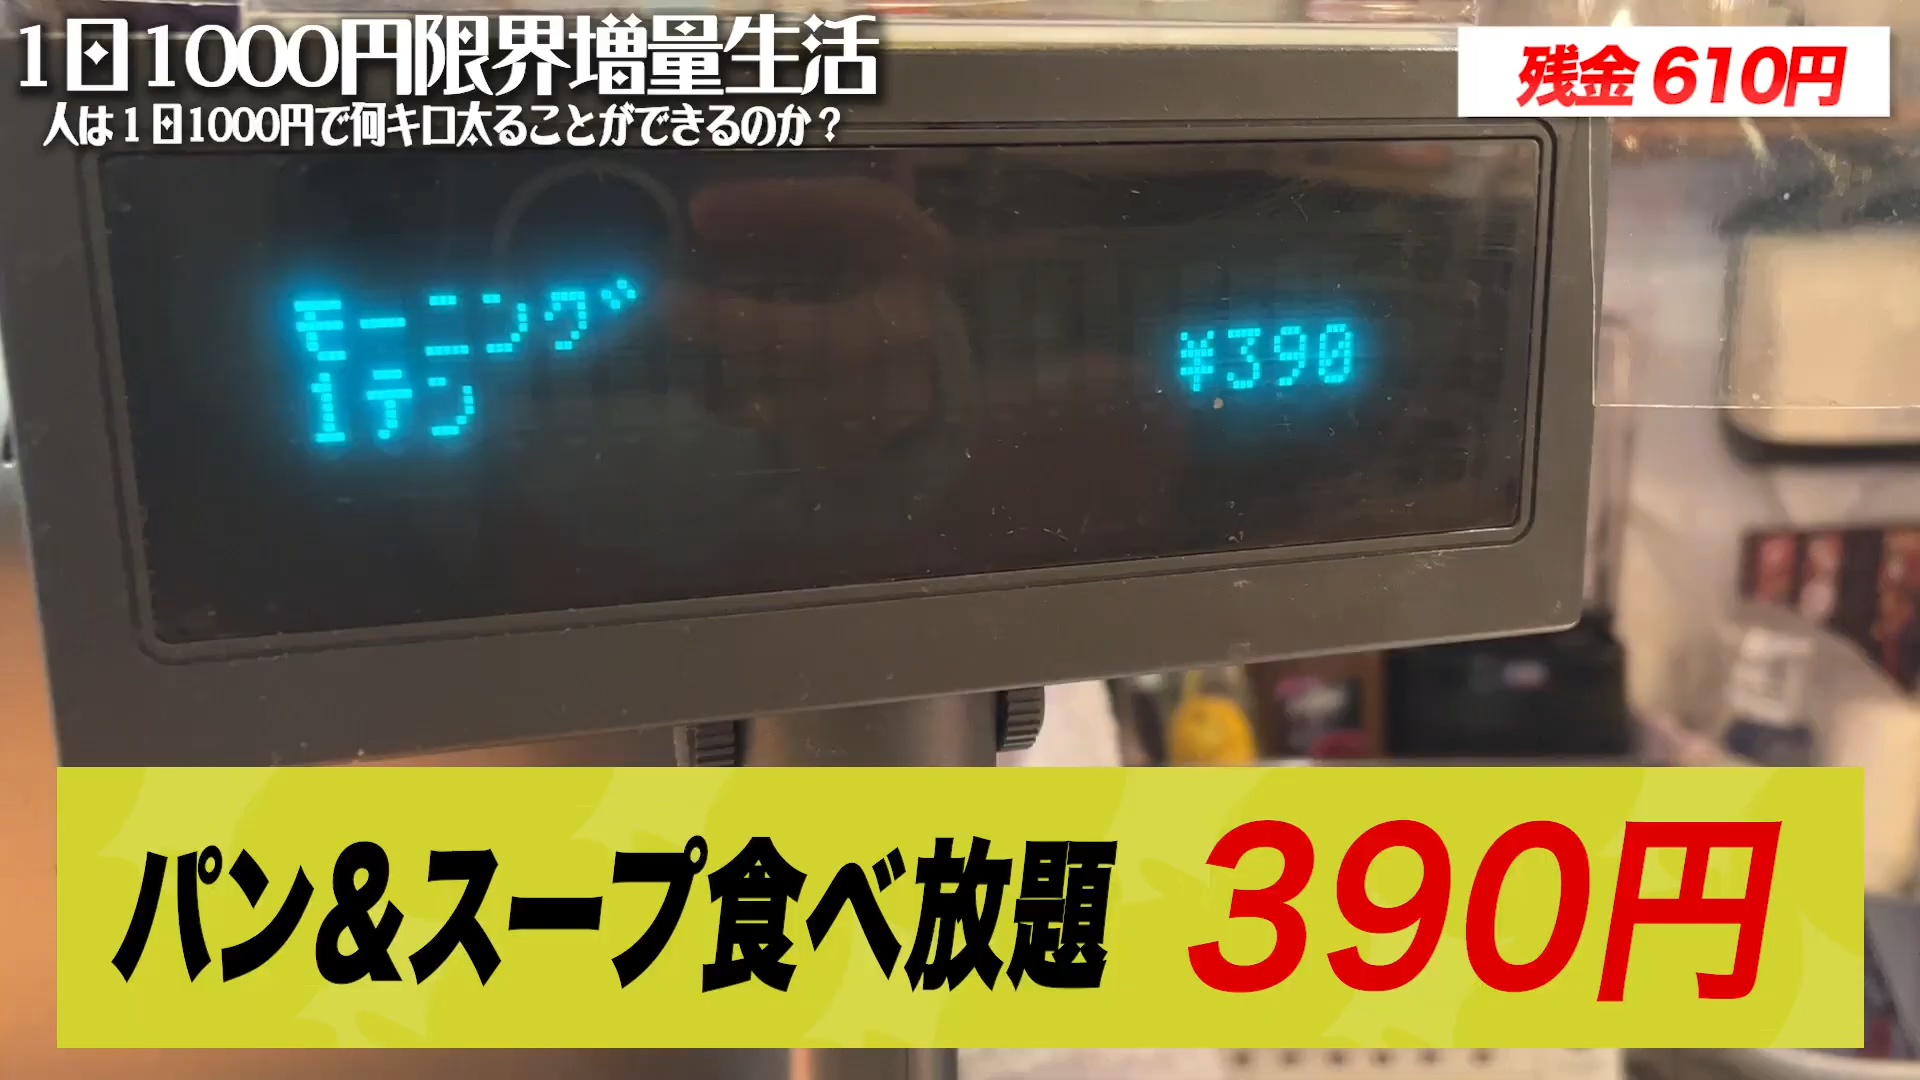 1日1000円限界増量生活
人は1日1000円で何キロ太ることができるのか？
残金 610円
モーニング ¥390
1テン
パン&スープ食べ放題 390円